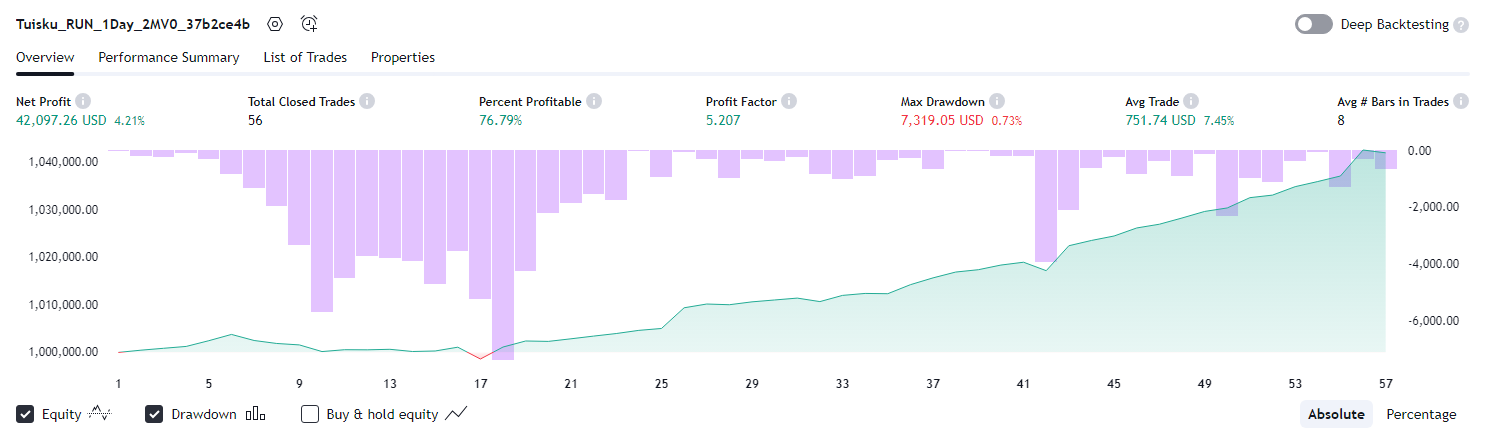 Tuisku_RUN_1Day_2MV0_37b2ce4b
Deep Backtesting ?
Overview Performance Summary List of Trades Properties
Net Profit Total Closed Trades Percent Profitable Profit Factor Max Drawdown Avg Trade Avg # Bars in Trades
42,097.26 USD 4.21% 56 76.79% 5.207 7,319.05 USD 0.73% 751.74 USD 7.45% 8
1,040,000.00 0.00
1,030,000.00 -2,000.00
1,020,000.00 -4,000.00
1,010,000.00 -6,000.00
1,000,000.00
1 5 9 13 17 21 25 29 33 37 41 45 49 53 57
Equity Drawdown Buy & hold equity Absolute Percentage